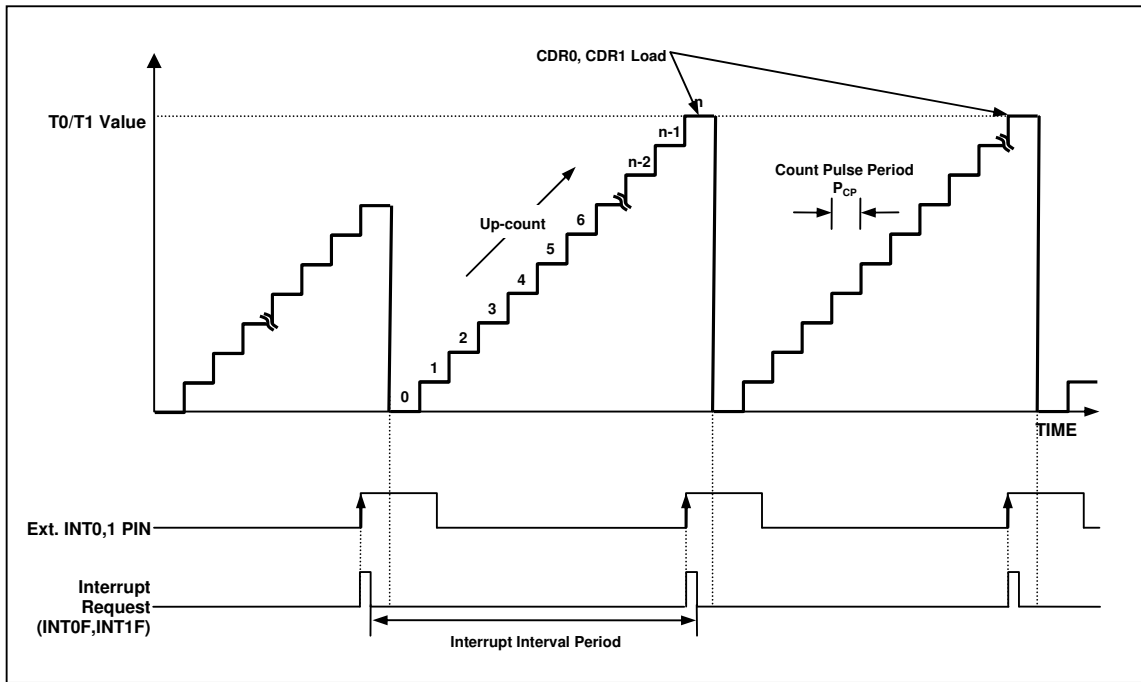 CDR0, CDR1 Load
n
T0/T1 Value
n-1
n-2
Count Pulse Period
PCP
Up-count
6
5
4
3
2
1
0
TIME
Ext. INT0,1 PIN
Interrupt
Request
(INT0F,INT1F)
Interrupt Interval Period